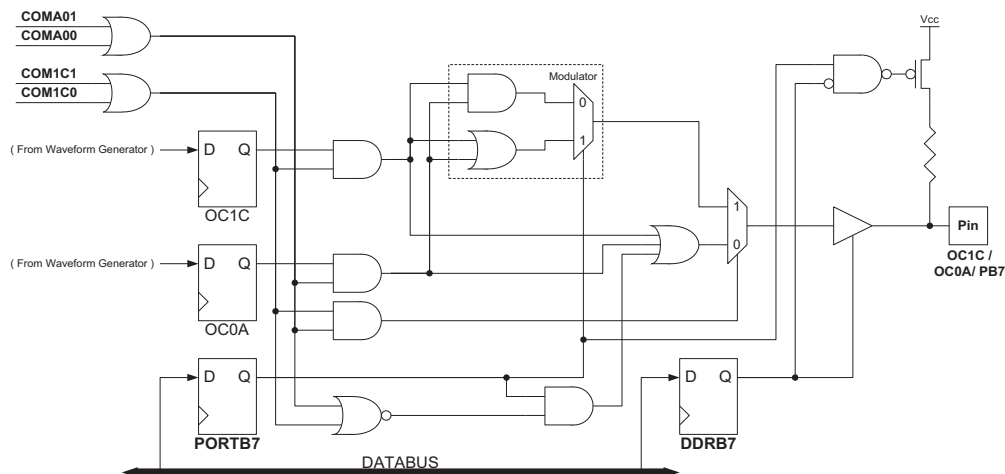 COMA01
COMA00
Vcc
COM1C1
COM1C0
Modulator
0
1
( From Waveform Generator )
D Q
OC1C
1
0
Pin
OC1C /
OC0A/ PB7
( From Waveform Generator )
D Q
OC0A
D Q
PORTB7
D Q
DDRB7
DATABUS